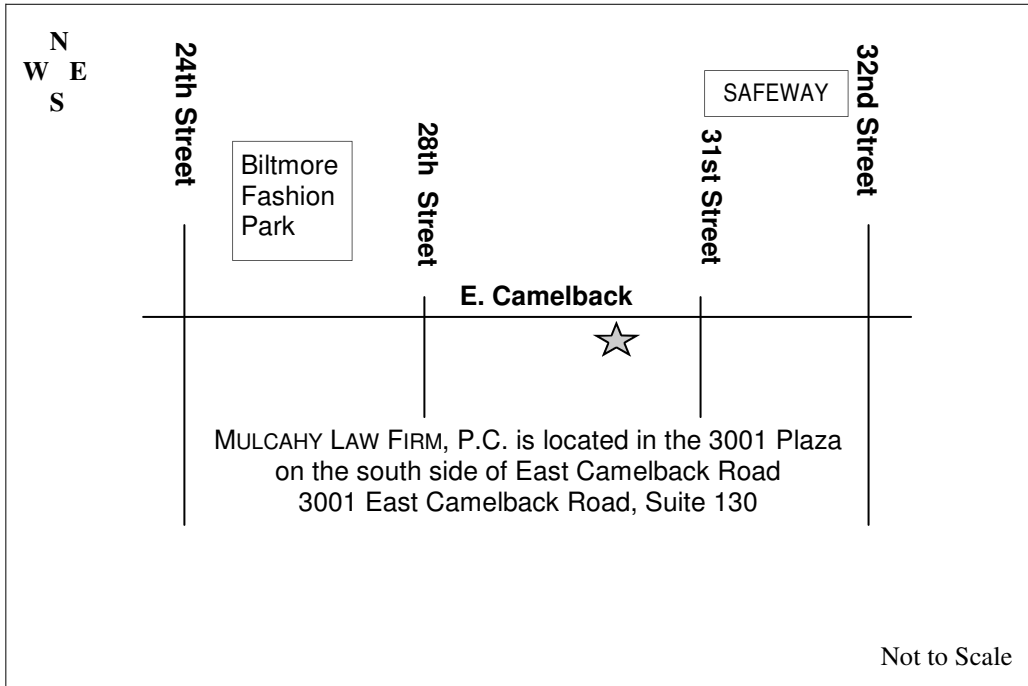 N
W E
S
24th Street
Biltmore
Fashion
Park
28th Street
E. Camelback
31st Street
SAFEWAY
32nd Street
MULCAHY LAW FIRM, P.C. is located in the 3001 Plaza
on the south side of East Camelback Road
3001 East Camelback Road, Suite 130
Not to Scale